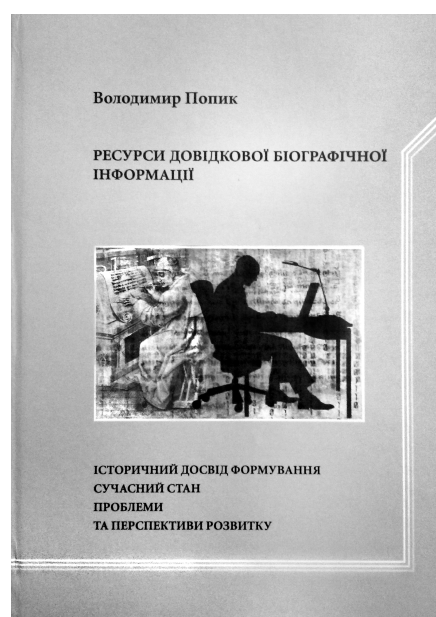 Володимир Попик
РЕСУРСИ ДОВІДКОВОЇ БІОГРАФІЧНОЇ
ІНФОРМАЦІЇ
ІСТОРИЧНИЙ ДОСВІД ФОРМУВАННЯ
СУЧАСНИЙ СТАН
ПРОБЛЕМИ
ТА ПЕРСПЕКТИВИ РОЗВИТКУ